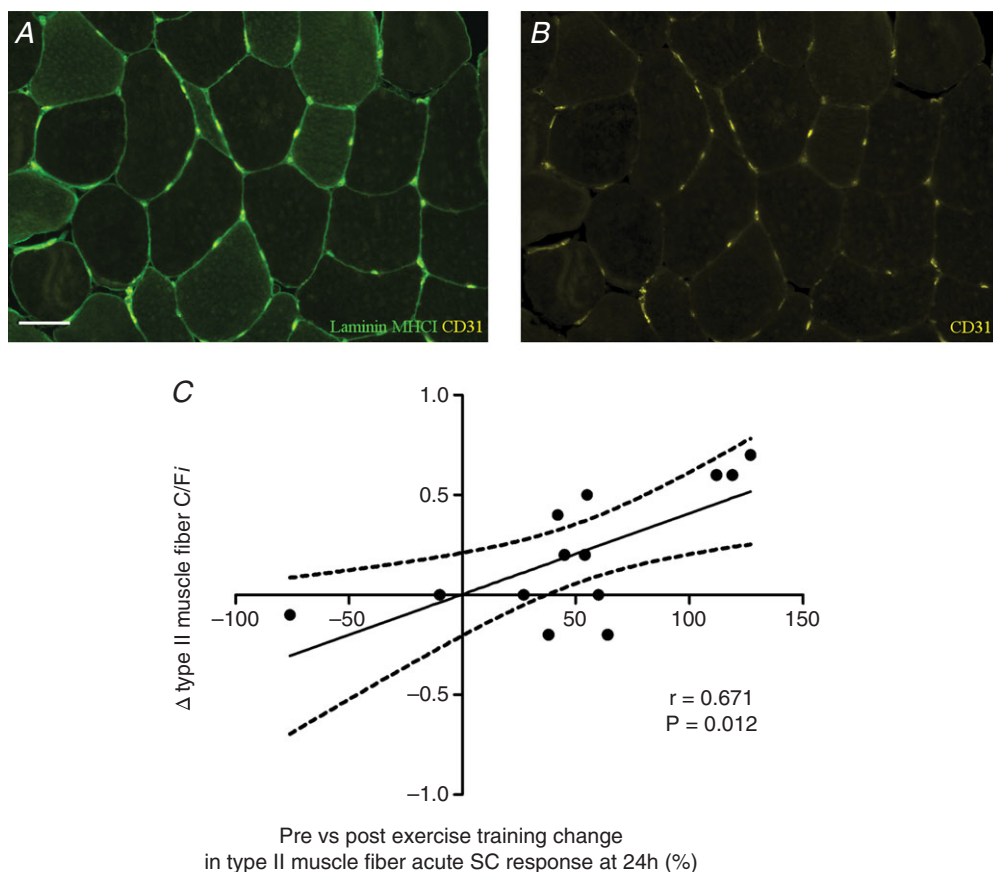 A
B
Laminin MHCI CD31
CD31
C
1.0
0.5
−0.5
−1.0
−100
−50
0
50
100
150
Δ type II muscle fiber C/Fi
r = 0.671
P = 0.012
Pre vs post exercise training change
in type II muscle fiber acute SC response at 24h (%)